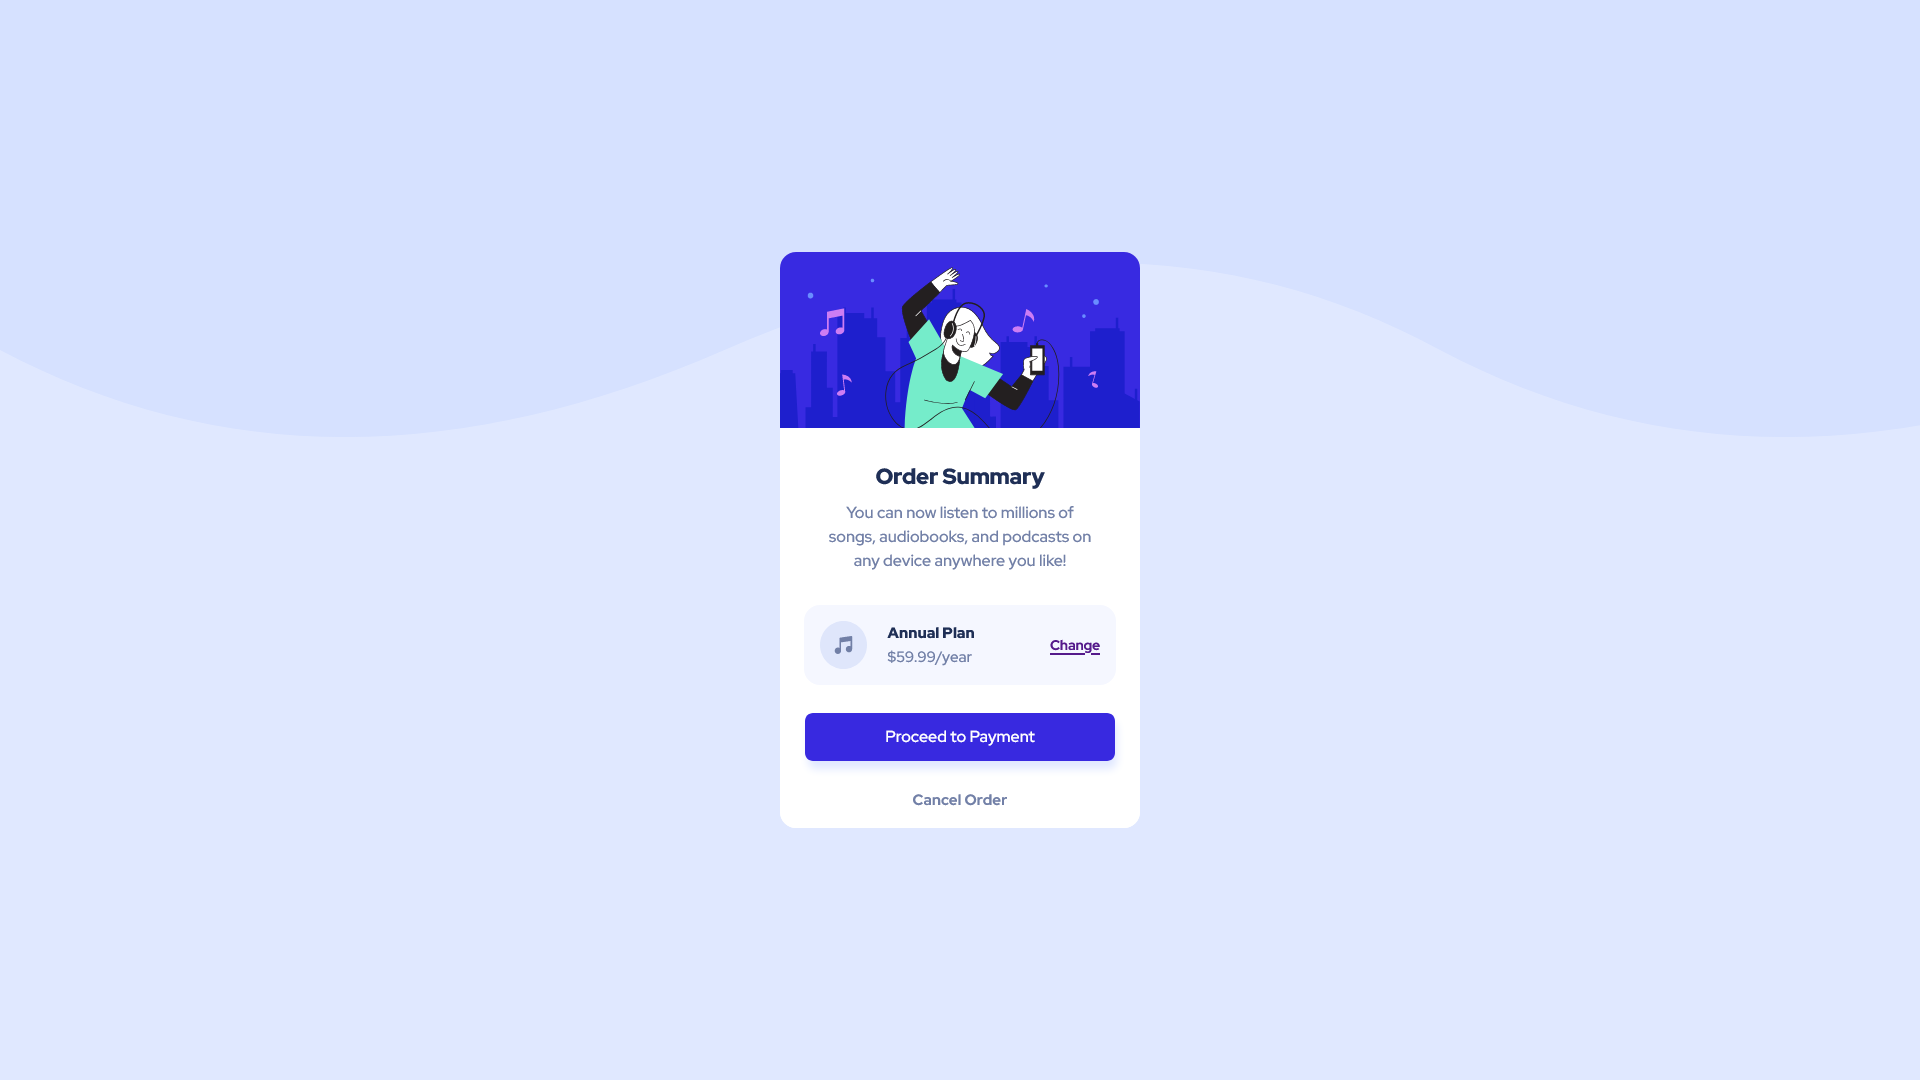 Order Summary
You can now listen to millions of
songs, audiobooks, and podcasts on
any device anywhere you like!
Annual Plan
$59.99/year
Change
Proceed to Payment
Cancel Order